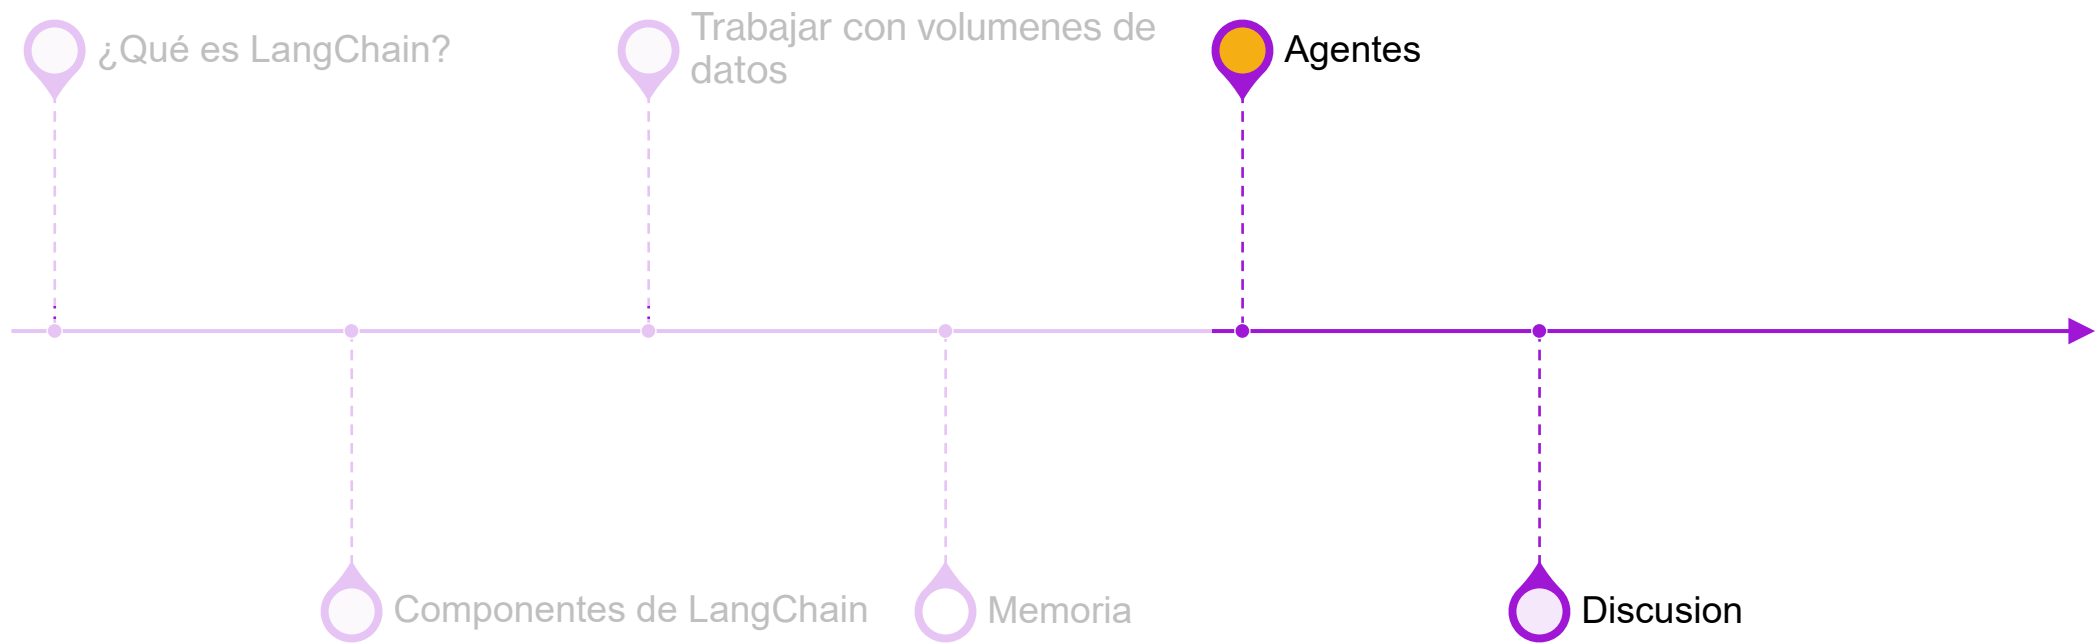 ¿Qué es LangChain?
Trabajar con volumenes de
datos
Agentes
Componentes de LangChain
Memoria
Discusion